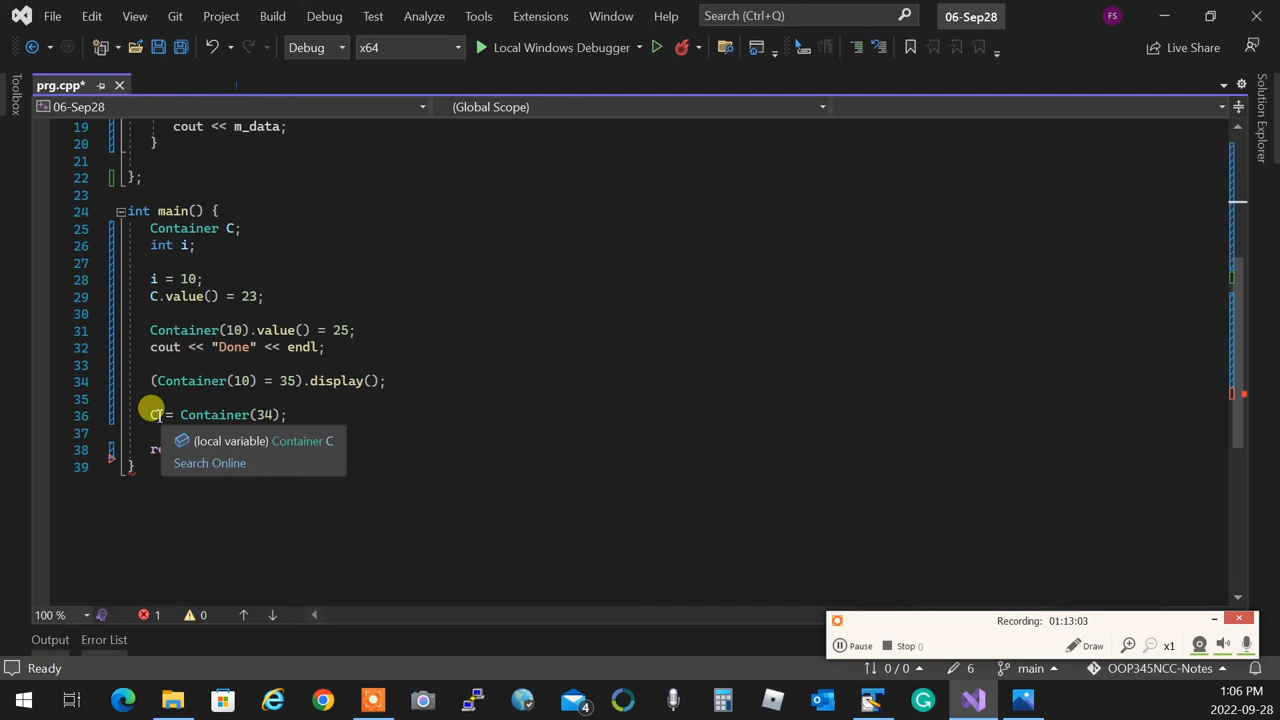 File Edit View Git Project Build Debug Test Analyze Tools Extensions Window Help Search (Ctrl+Q) 06-Sep28 FS
Debug x64 Local Windows Debugger Live Share
prg.cpp*
06-Sep28 (Global Scope)
Toolbox
Solution Explorer
19 cout << m_data;
20 }
21
22 };
23
24 int main() {
25 Container C;
26 int i;
27
28 i = 10;
29 C.value() = 23;
30
31 Container(10).value() = 25;
32 cout << "Done" << endl;
33
34 (Container(10) = 35).display();
35
36 C = Container(34);
37
38 re
39 }
(local variable) Container C
Search Online
100 % 1 0
Recording: 01:13:03
Pause Stop () Draw x1
Output Error List
Ready 0 / 0 6 main OOP345NCC-Notes
4
1:06 PM
2022-09-28